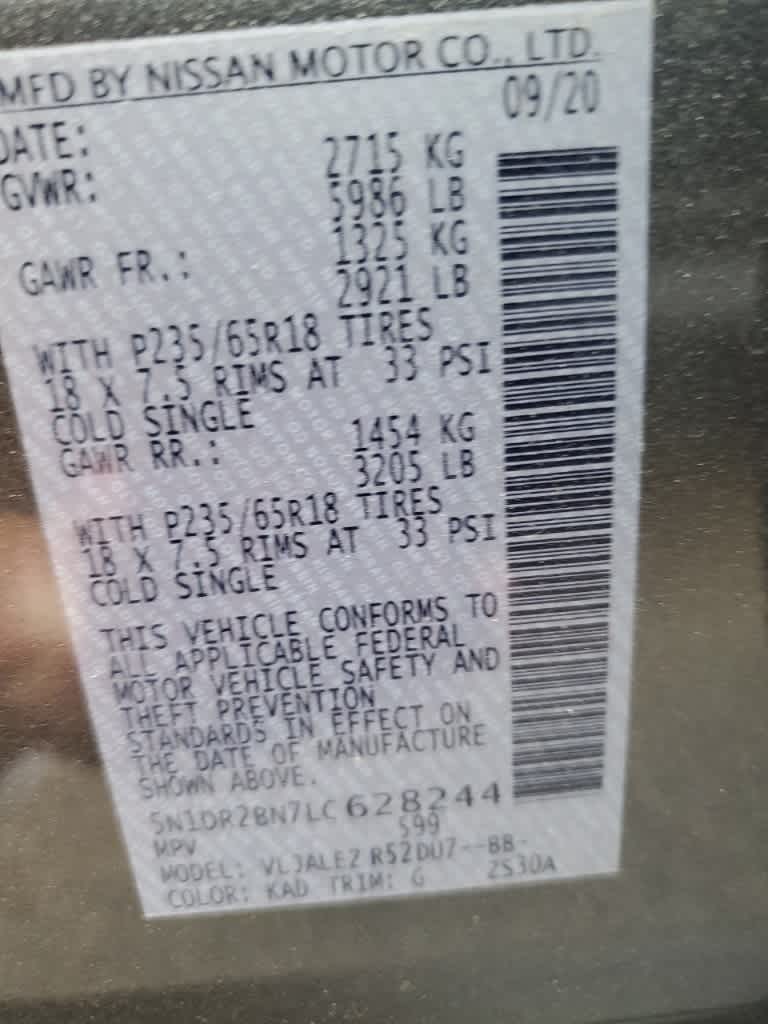 MFD BY NISSAN MOTOR CO., LTD.
DATE: 09/20
GVWR: 2715 KG
5986 LB
GAWR FR.: 1325 KG
2921 LB
WITH P235/65R18 TIRES
18 X 7.5 RIMS AT 33 PSI
COLD SINGLE
GAWR RR.: 1454 KG
3205 LB
WITH P235/65R18 TIRES
18 X 7.5 RIMS AT 33 PSI
COLD SINGLE
THIS VEHICLE CONFORMS TO
ALL APPLICABLE FEDERAL
MOTOR VEHICLE SAFETY AND
THEFT PREVENTION
STANDARDS IN EFFECT ON
THE DATE OF MANUFACTURE
SHOWN ABOVE.
5N1DR2BN7LC628244
MPV 599
MODEL: VLJALEZ R52DU7--BB-
COLOR: KAD TRIM: G 2S30A